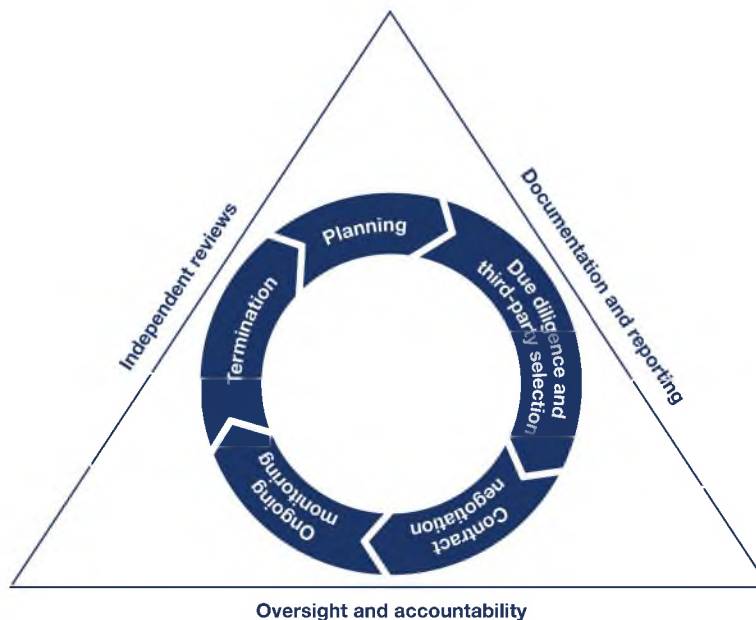 Planning
Due diligence and
third-party selection
Contract
negotiation
Ongoing
monitoring
Termination
Independent reviews
Documentation and reporting
Oversight and accountability